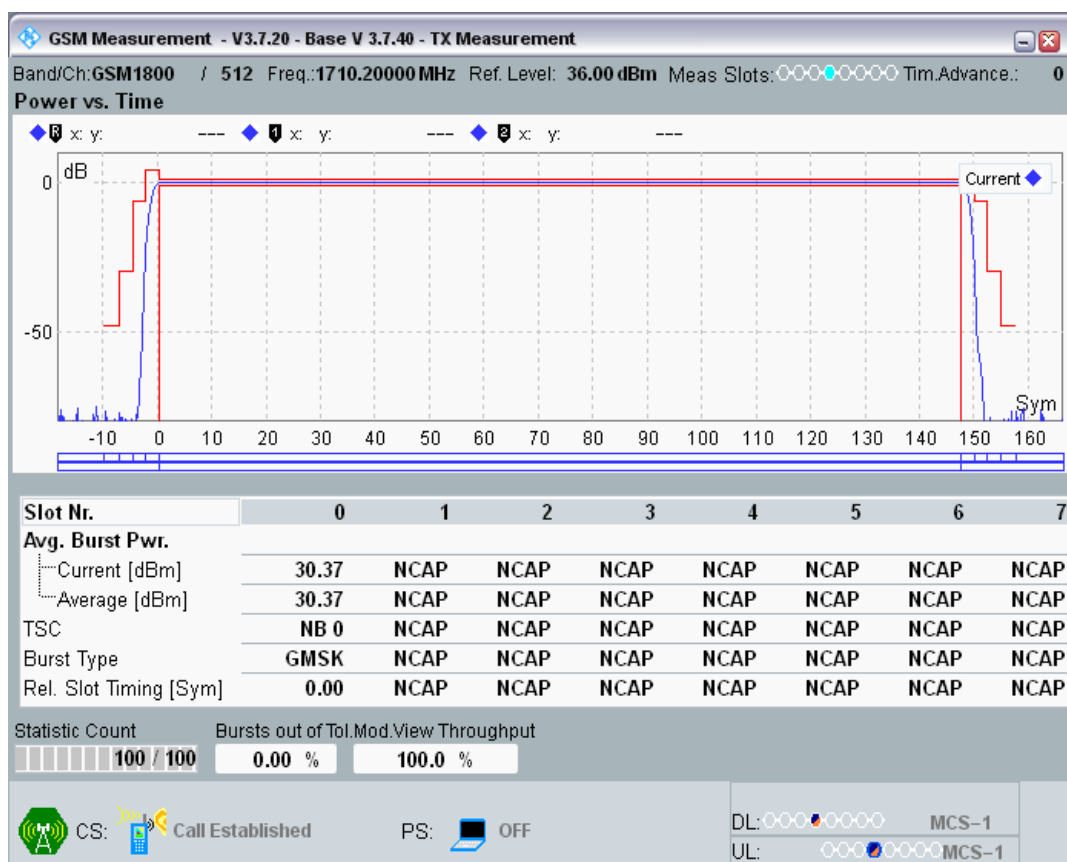 GSM Measurement - V3.7.20 - Base V 3.7.40 - TX Measurement
Band/Ch:GSM1800 / 512 Freq.:1710.20000 MHz Ref. Level: 36.00 dBm Meas Slots: Tim.Advance.: 0
Power vs. Time
R x: y: --- 1 x: y: --- 2 x: y: ---
dB
Current
0
-50
Sym
-10 0 10 20 30 40 50 60 70 80 90 100 110 120 130 140 150 160
Slot Nr. 0 1 2 3 4 5 6 7
Avg. Burst Pwr.
Current [dBm] 30.37 NCAP NCAP NCAP NCAP NCAP NCAP NCAP
Average [dBm] 30.37 NCAP NCAP NCAP NCAP NCAP NCAP NCAP
TSC NB 0 NCAP NCAP NCAP NCAP NCAP NCAP NCAP
Burst Type GMSK NCAP NCAP NCAP NCAP NCAP NCAP NCAP
Rel. Slot Timing [Sym] 0.00 NCAP NCAP NCAP NCAP NCAP NCAP NCAP
Statistic Count Bursts out of Tol. Mod.View Throughput
100 / 100 0.00 % 100.0 %
CS: Call Established PS: OFF
DL: MCS-1
UL: MCS-1